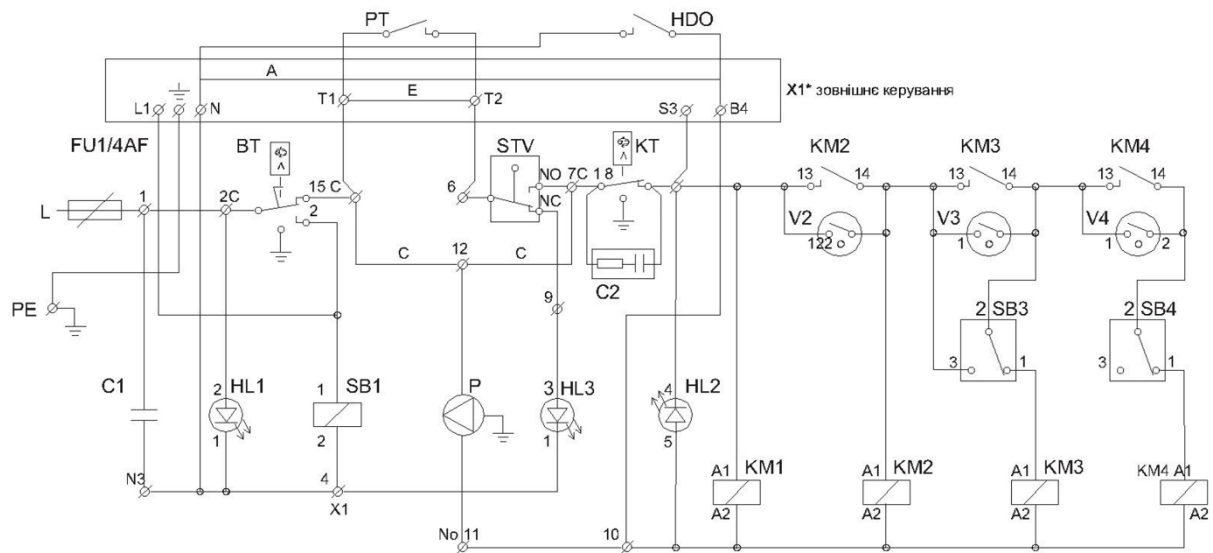 PT HDO
A
X1* зовнішнє керування
L1 N T1 E T2 S3 B4
FU1/4AF BT STV KT KM2 KM3 KM4
NO 7C 1 8 13 14 13 14 13 14
L 1 2C 15 C 6 NC
2 V2 V3 V4
122 1 1 2
12
C C
C2
PE 9 2 SB3 2 SB4
3 1 3 1
C1 2 HL1 1 SB1 P 3 HL3 4 HL2
1 2 1 5
A1 KM1 A1 KM2 A1 KM3 KM4 A1
N3 4 A2 A2 A2 A2
X1
No 11 10